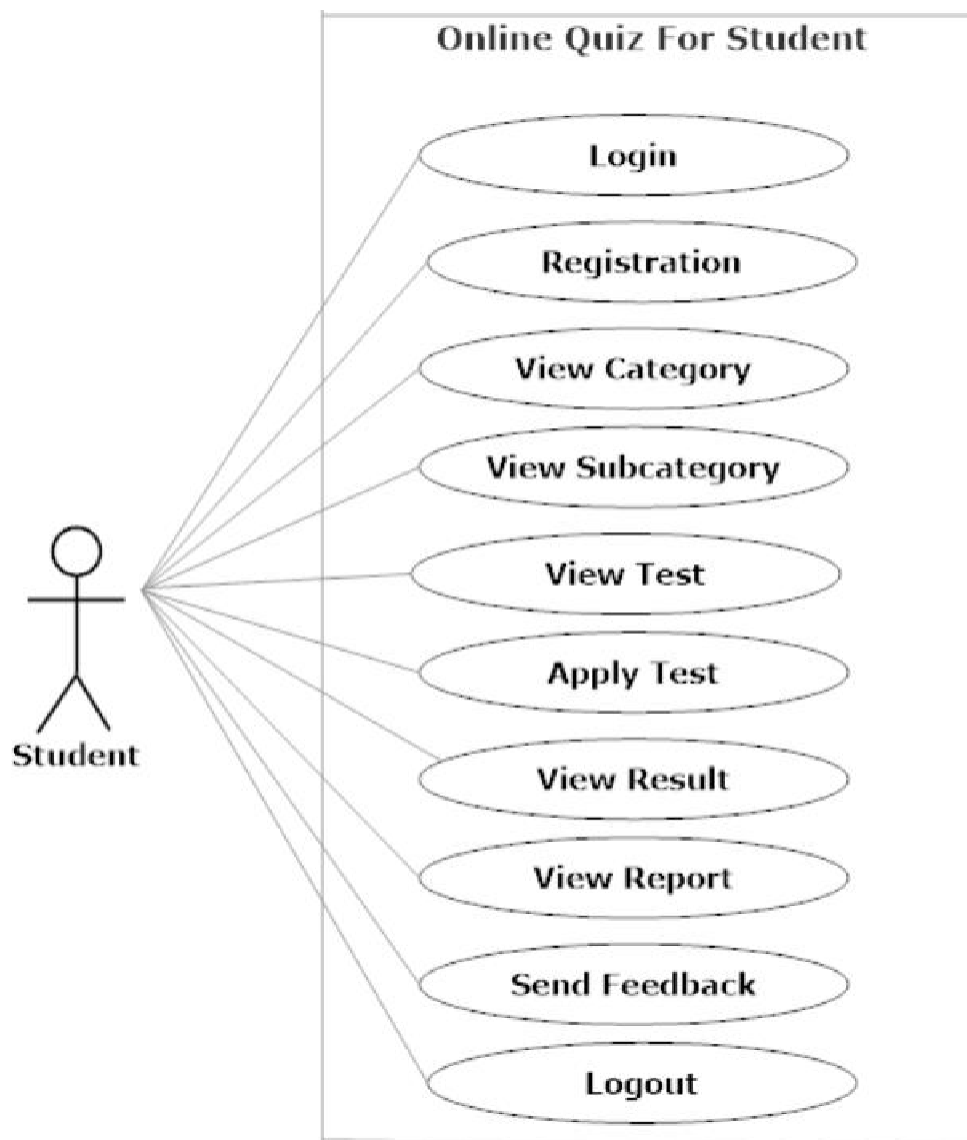 Online Quiz For Student
Login
Registration
View Category
View Subcategory
View Test
Apply Test
Student
View Result
View Report
Send Feedback
Logout